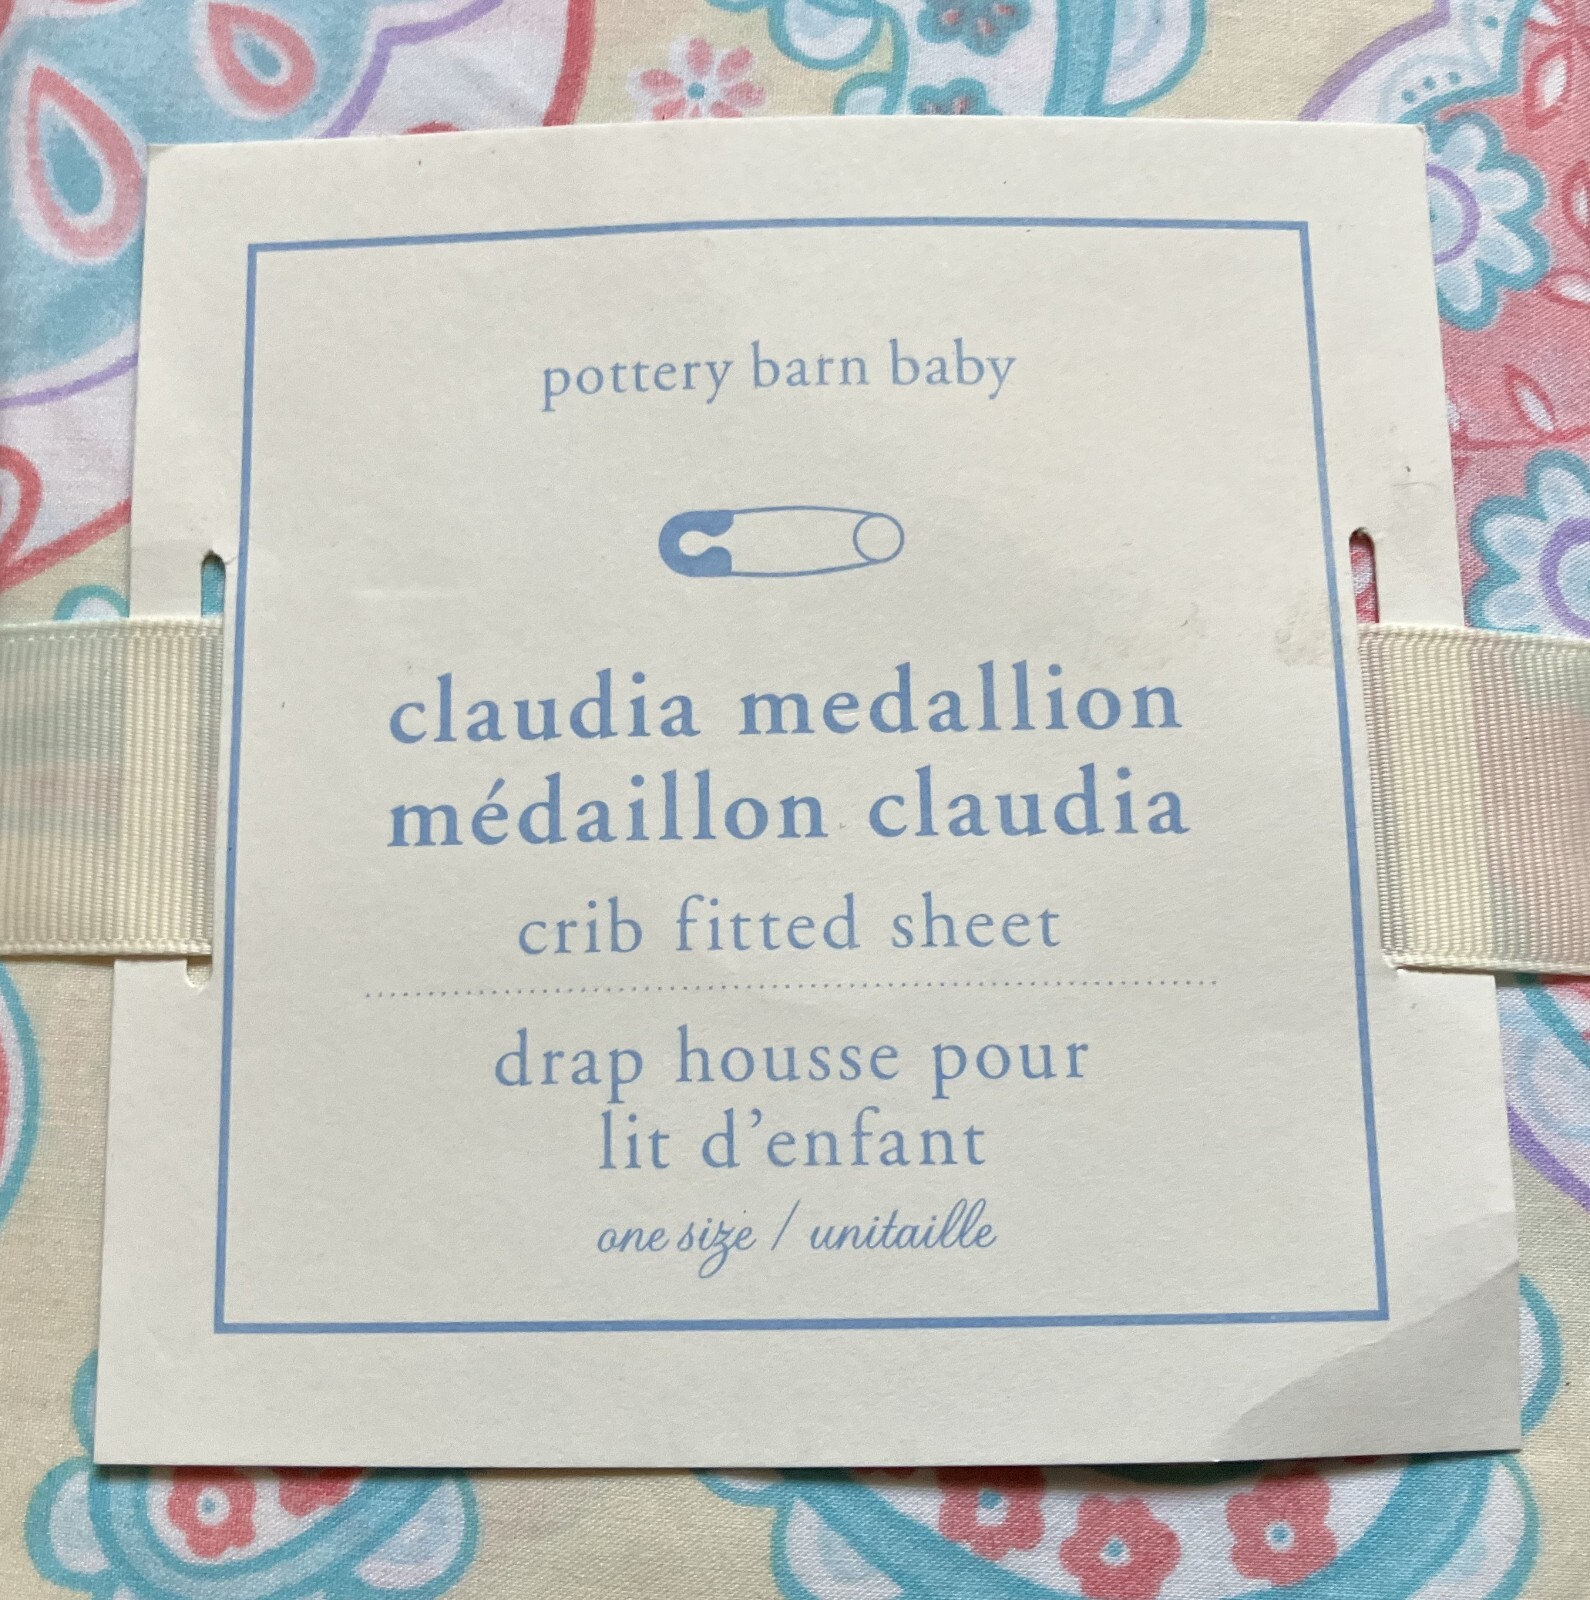 pottery barn baby
claudia medallion
médaillon claudia
crib fitted sheet
drap housse pour
lit d’enfant
one size / unitaille